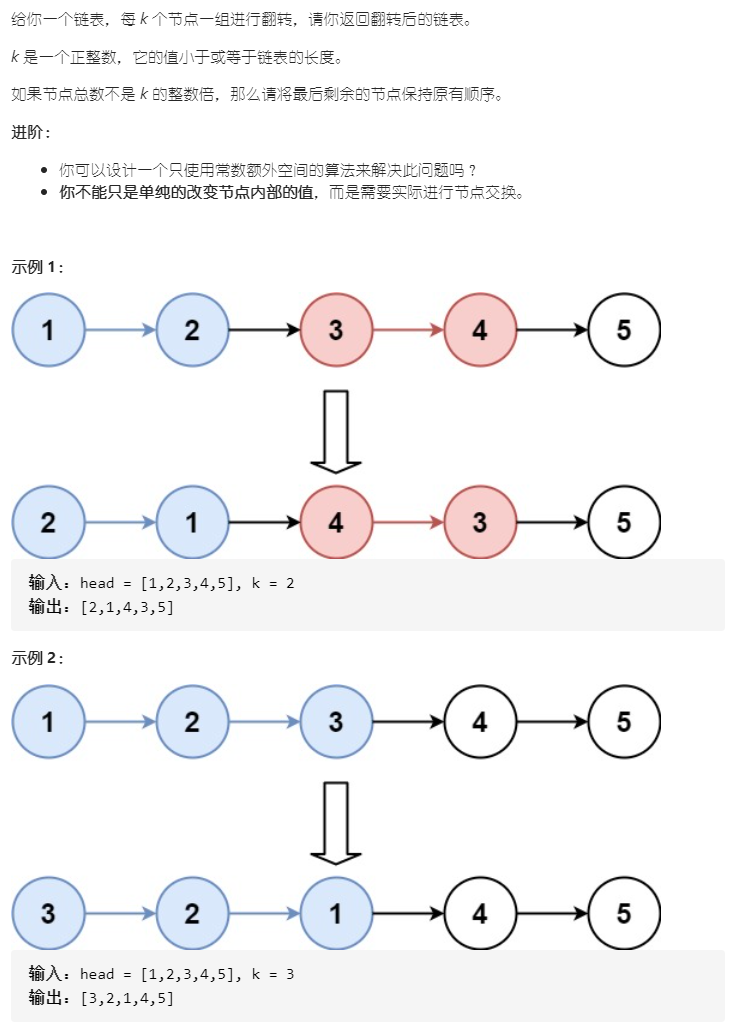 给你一个链表，每 k 个节点一组进行翻转，请你返回翻转后的链表。
k 是一个正整数，它的值小于或等于链表的长度。
如果节点总数不是 k 的整数倍，那么请将最后剩余的节点保持原有顺序。
进阶：
你可以设计一个只使用常数额外空间的算法来解决此问题吗？
你不能只是单纯的改变节点内部的值，而是需要实际进行节点交换。
示例 1：
1 2 3 4 5
2 1 4 3 5
输入：head = [1,2,3,4,5], k = 2
输出：[2,1,4,3,5]
示例 2：
1 2 3 4 5
3 2 1 4 5
输入：head = [1,2,3,4,5], k = 3
输出：[3,2,1,4,5]